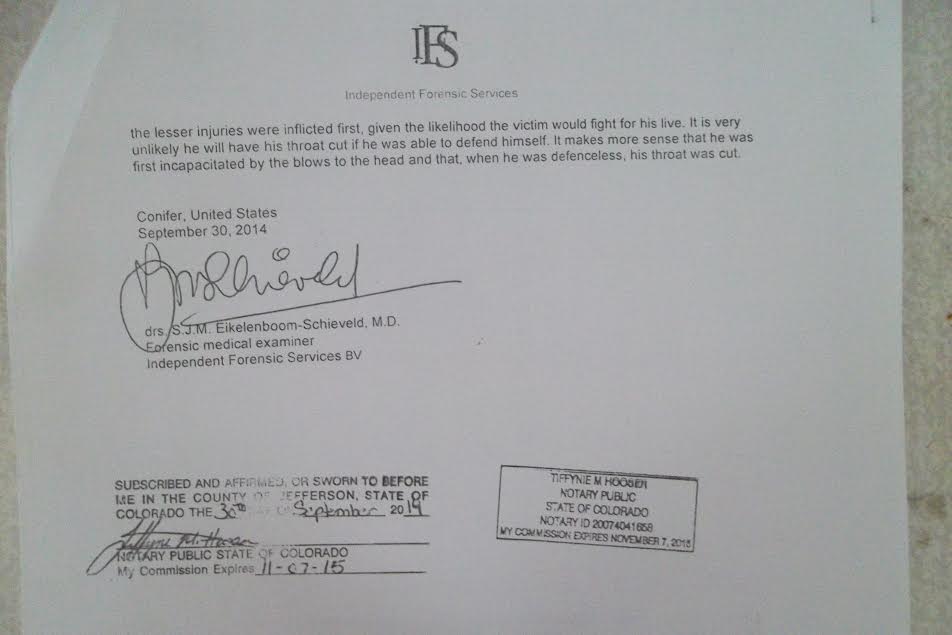 IFS
Independent Forensic Services
the lesser injuries were inflicted first, given the likelihood the victim would fight for his live. It is very
unlikely he will have his throat cut if he was able to defend himself. It makes more sense that he was
first incapacitated by the blows to the head and that, when he was defenceless, his throat was cut.
Conifer, United States
September 30, 2014
drs. S.J.M. Eikelenboom-Schieveld, M.D.
Forensic medical examiner
Independent Forensic Services BV
SUBSCRIBED AND AFFIRMED, OR SWORN TO BEFORE
ME IN THE COUNTY OF JEFFERSON, STATE OF
COLORADO THE 30th DAY OF September 2014
NOTARY PUBLIC STATE OF COLORADO
My Commission Expires 11-07-15
TIFFYNIE M HOOSER
NOTARY PUBLIC
STATE OF COLORADO
NOTARY ID 20074041658
MY COMMISSION EXPIRES NOVEMBER 7, 2015